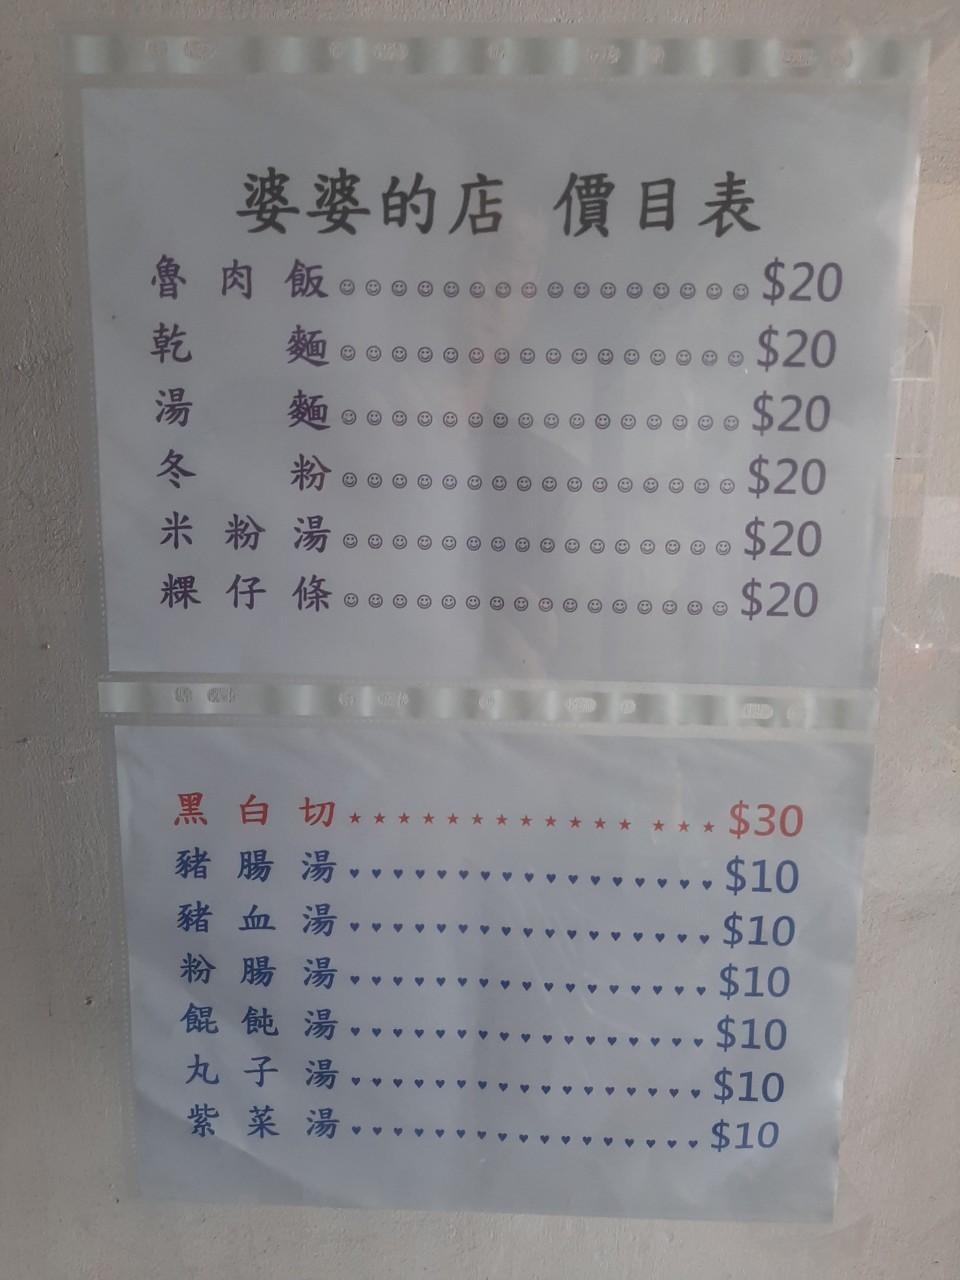 婆婆的店 價目表
魯肉飯☺☺☺☺☺☺☺☺☺☺☺☺☺☺☺☺$20
乾麵☺☺☺☺☺☺☺☺☺☺☺☺☺☺☺☺$20
湯麵☺☺☺☺☺☺☺☺☺☺☺☺☺☺☺☺$20
冬粉☺☺☺☺☺☺☺☺☺☺☺☺☺☺☺☺$20
米粉湯☺☺☺☺☺☺☺☺☺☺☺☺☺☺☺☺$20
粿仔條☺☺☺☺☺☺☺☺☺☺☺☺☺☺☺☺$20
黑白切★★★★★★★★★★★★ ★★★$30
豬腸湯♥♥♥♥♥♥♥♥♥♥♥♥♥♥♥♥♥$10
豬血湯♥♥♥♥♥♥♥♥♥♥♥♥♥♥♥♥♥$10
粉腸湯♥♥♥♥♥♥♥♥♥♥♥♥♥♥♥♥♥$10
餛飩湯♥♥♥♥♥♥♥♥♥♥♥♥♥♥♥♥♥$10
丸子湯♥♥♥♥♥♥♥♥♥♥♥♥♥♥♥♥♥$10
紫菜湯♥♥♥♥♥♥♥♥♥♥♥♥♥♥♥♥♥$10